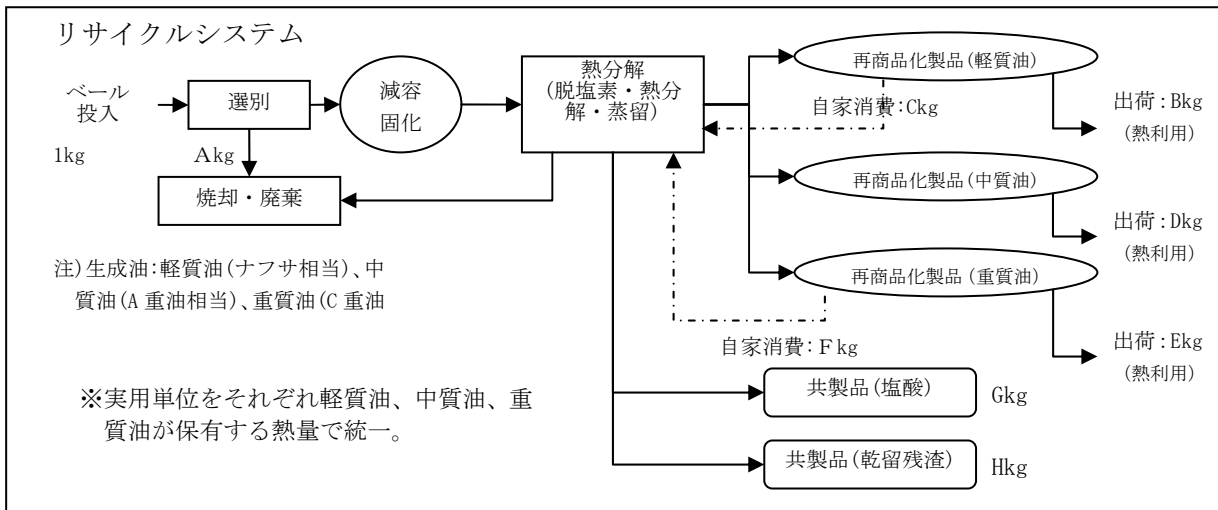 リサイクルシステム
ベール
投入
1kg
選別
Ａkg
焼却・廃棄
減容
固化
熱分解
(脱塩素・熱分
解・蒸留)
再商品化製品(軽質油)
自家消費:Ckg
出荷:Bkg
(熱利用)
再商品化製品(中質油)
出荷:Dkg
(熱利用)
再商品化製品(重質油)
自家消費:Ｆkg
出荷:Ekg
(熱利用)
共製品(塩酸)
Gkg
共製品(乾留残渣)
Hkg
注)生成油:軽質油(ナフサ相当)、中
質油(A 重油相当)、重質油(C 重油
※実用単位をそれぞれ軽質油、中質油、重
質油が保有する熱量で統一。